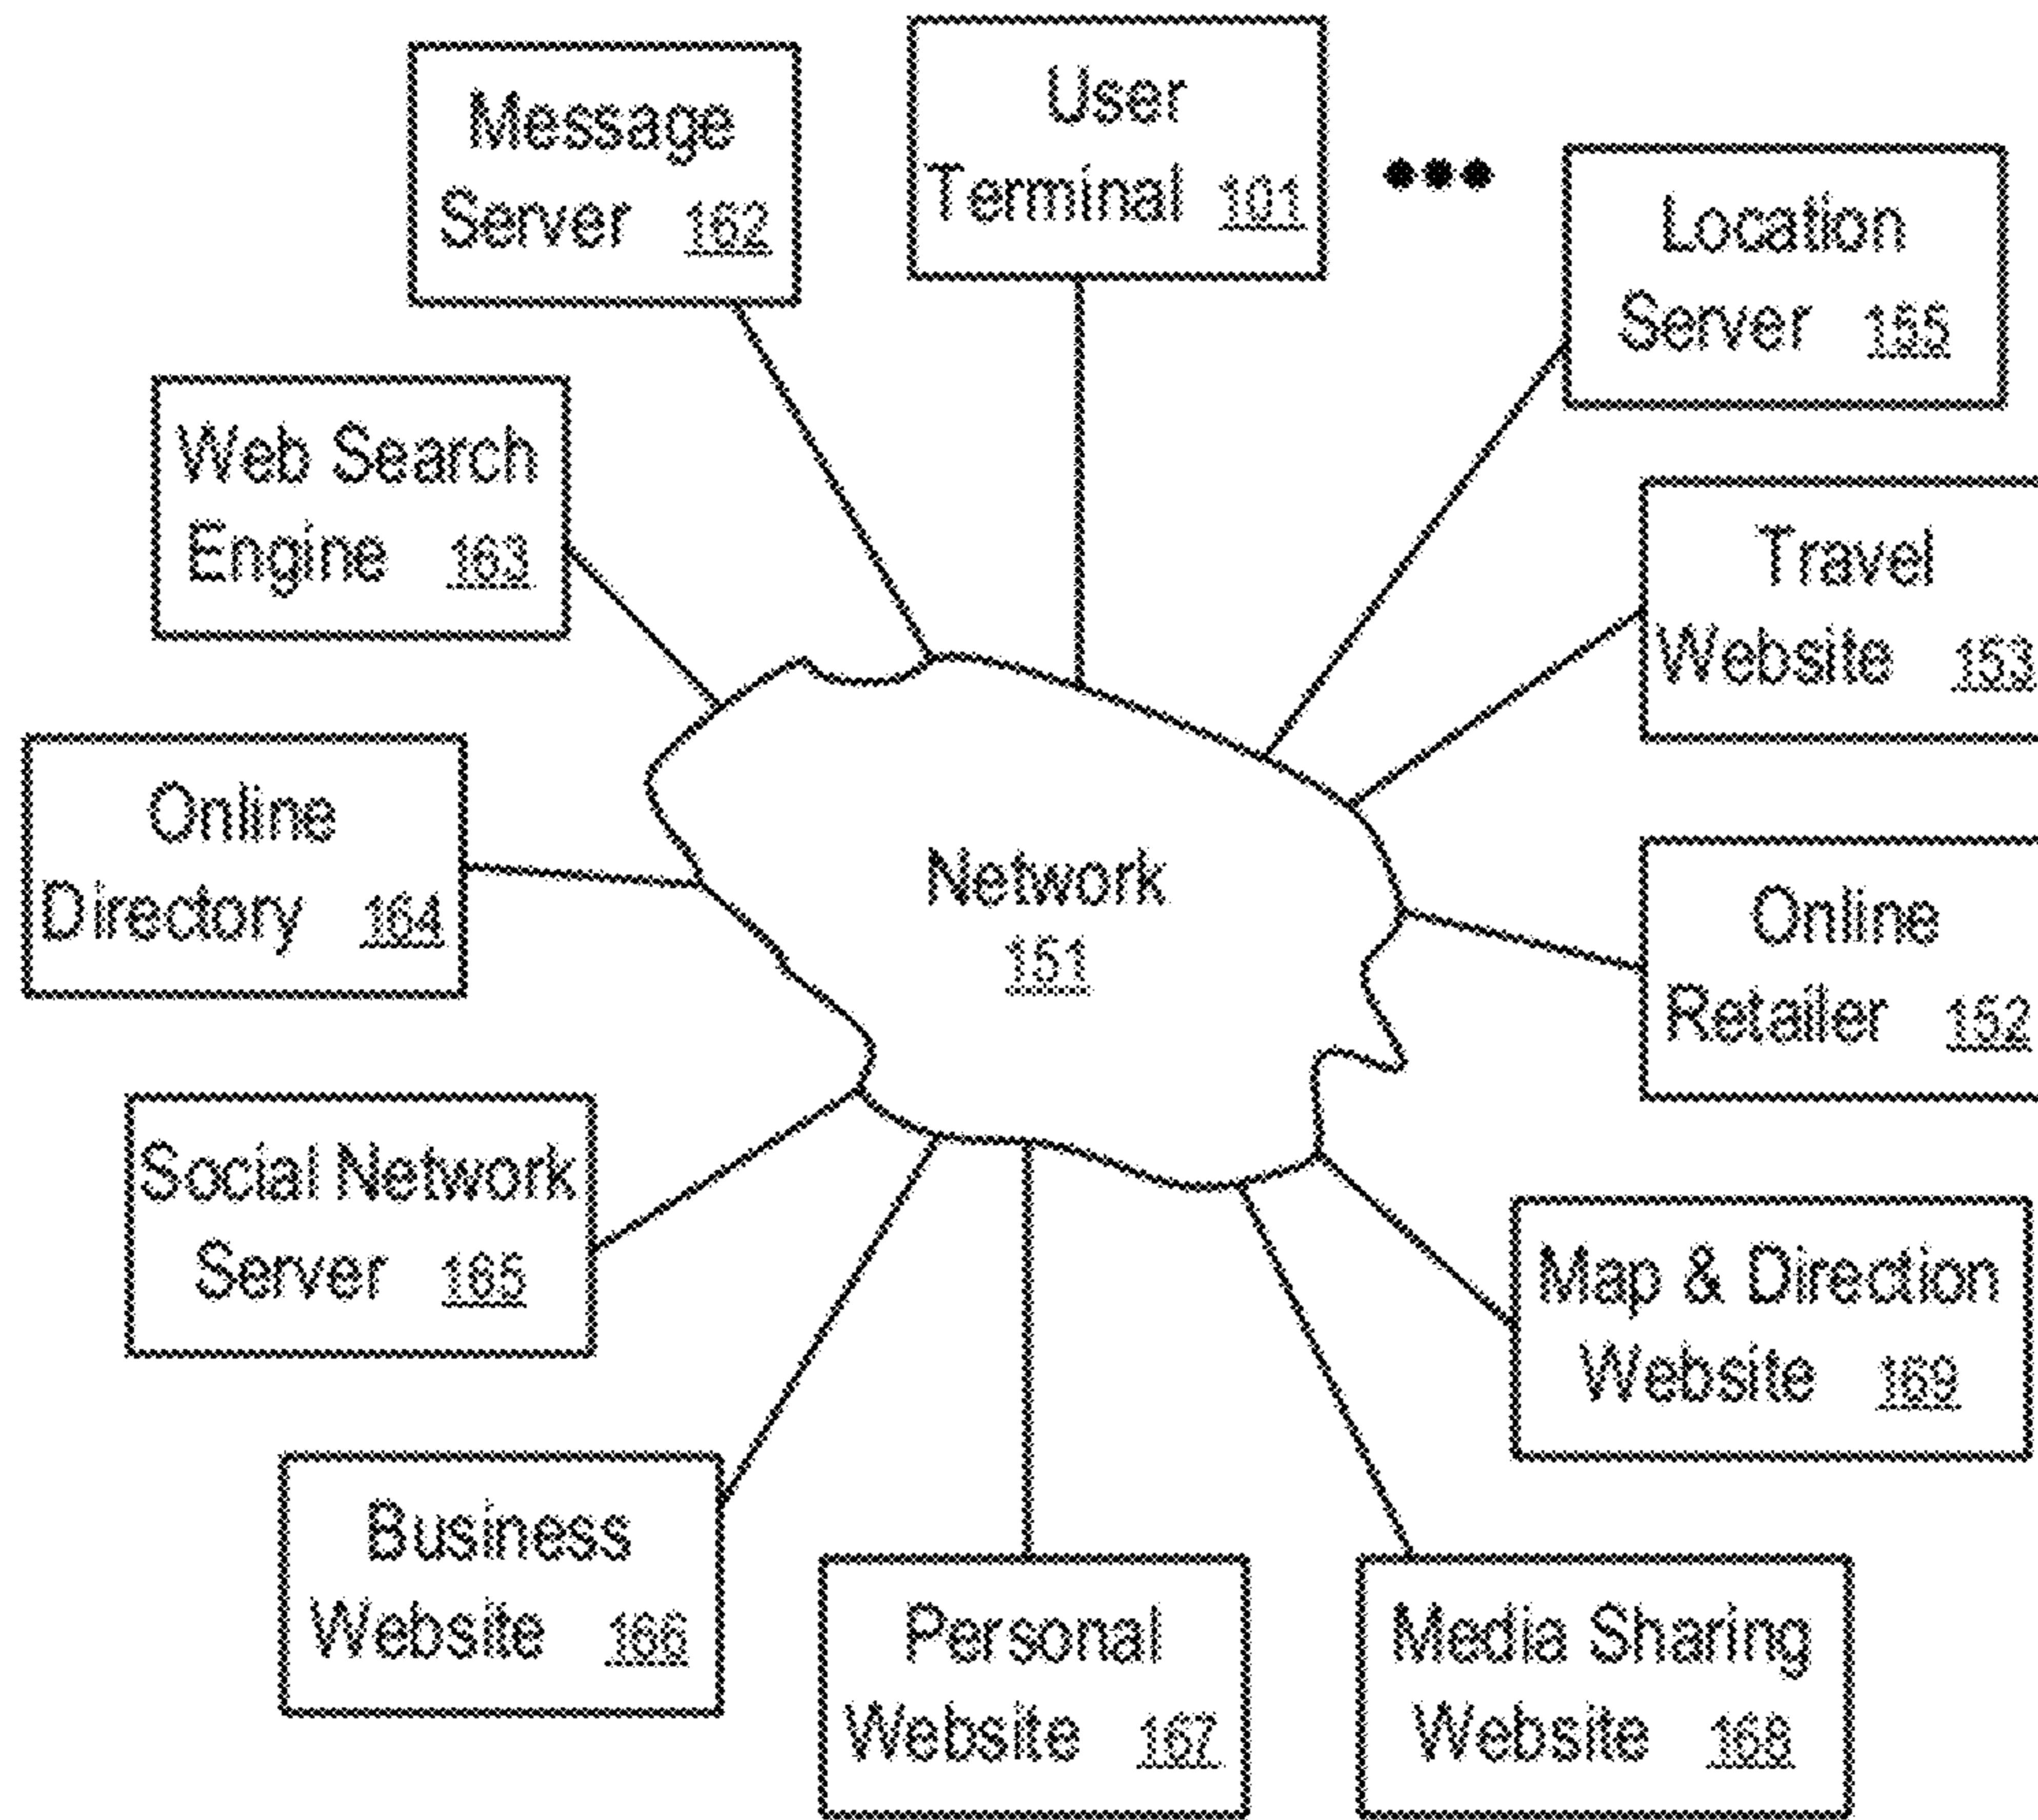 Message
Server 162
User
Terminal 101
Location
Server 155
Web Search
Engine 163
Travel
Website 153
Online
Directory 164
Network
151
Online
Retailer 152
Social Network
Server 165
Map & Direction
Website 169
Business
Website 166
Personal
Website 167
Media Sharing
Website 168